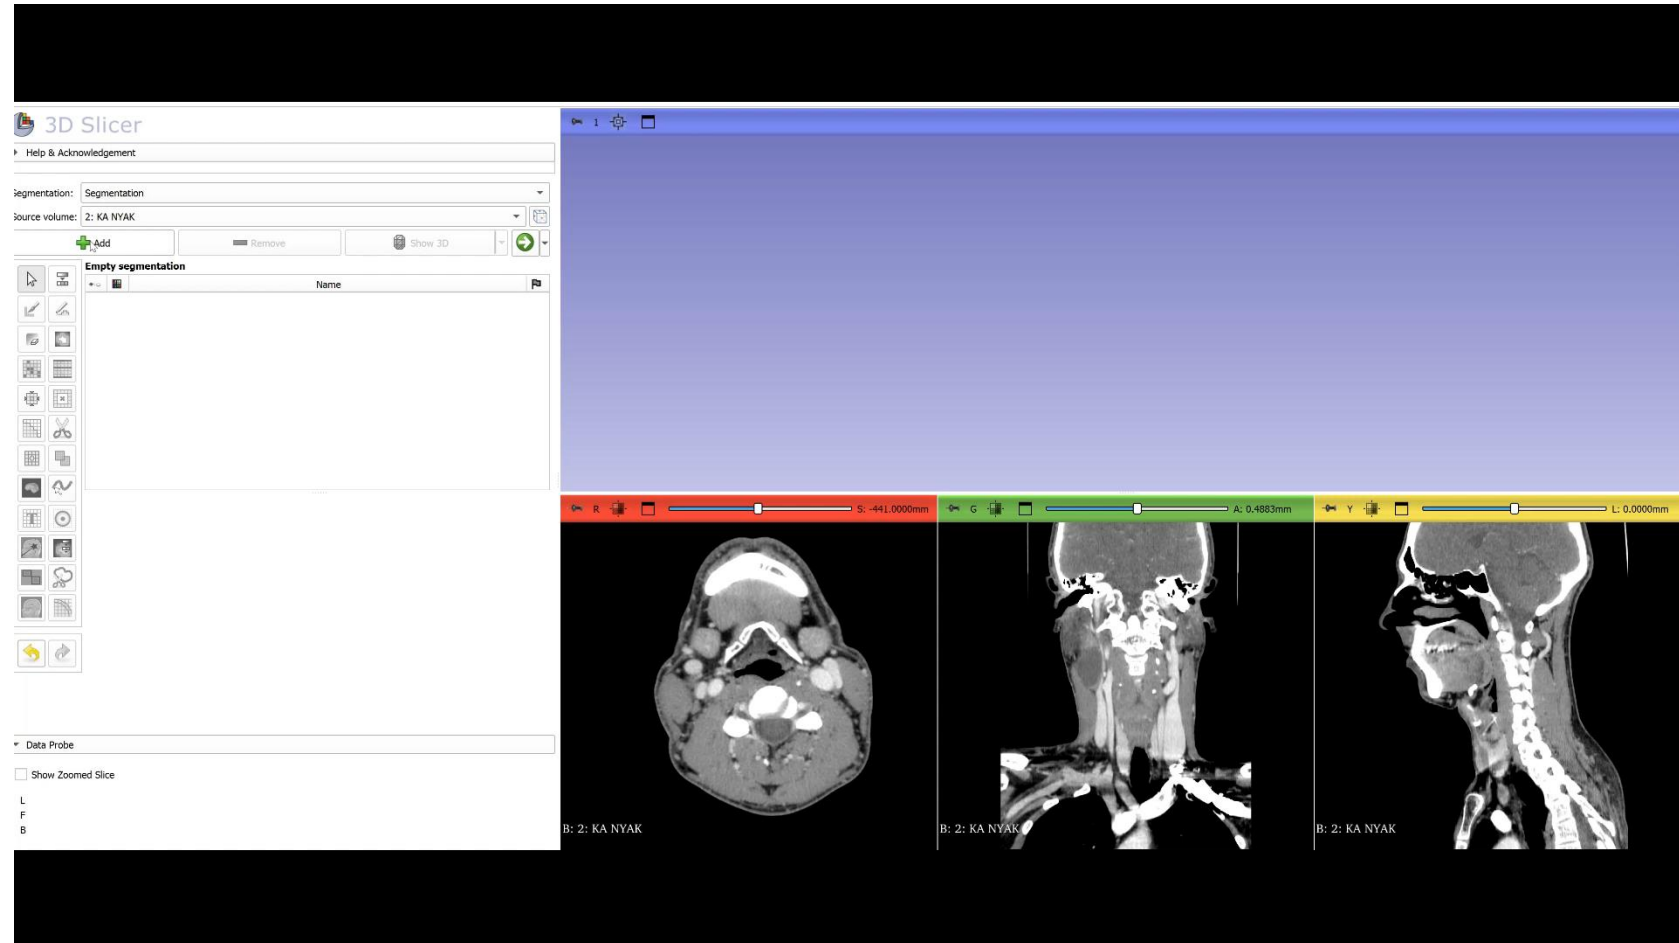 3D Slicer
Help & Acknowledgement
Segmentation: Segmentation
Source volume: 2: KA NYAK
Add Remove Show 3D
Empty segmentation
Name
Data Probe
Show Zoomed Slice
L
F
B
1
R S: -441.0000mm
G A: 0.4883mm
Y L: 0.0000mm
B: 2: KA NYAK
B: 2: KA NYAK
B: 2: KA NYAK